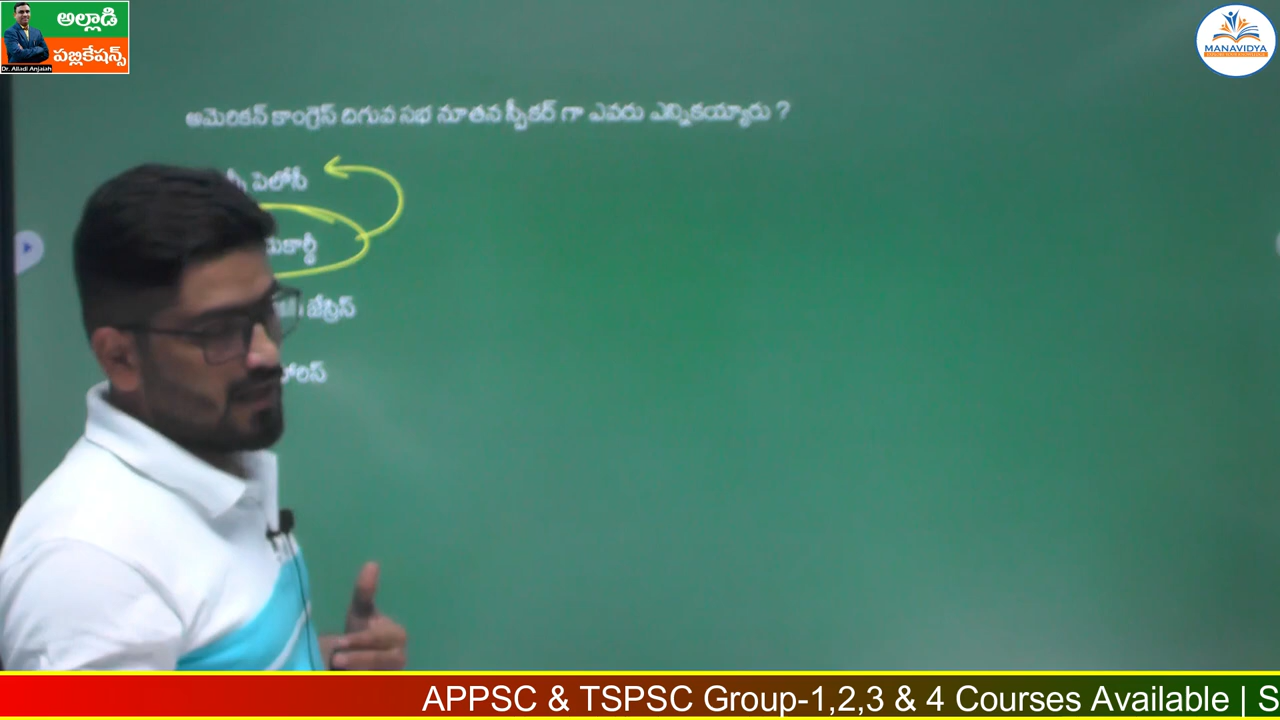 అల్లాడి
పబ్లికేషన్స్
Dr. Alladi Anjaiah
MANAVIDYA
అమెరికన్ కాంగ్రెస్ దిగువ సభ నూతన స్పీకర్ గా ఎవరు ఎన్నికయ్యారు ?
పెలోసీ
జేఫ్రీస్
APPSC & TSPSC Group-1,2,3 & 4 Courses Available | S